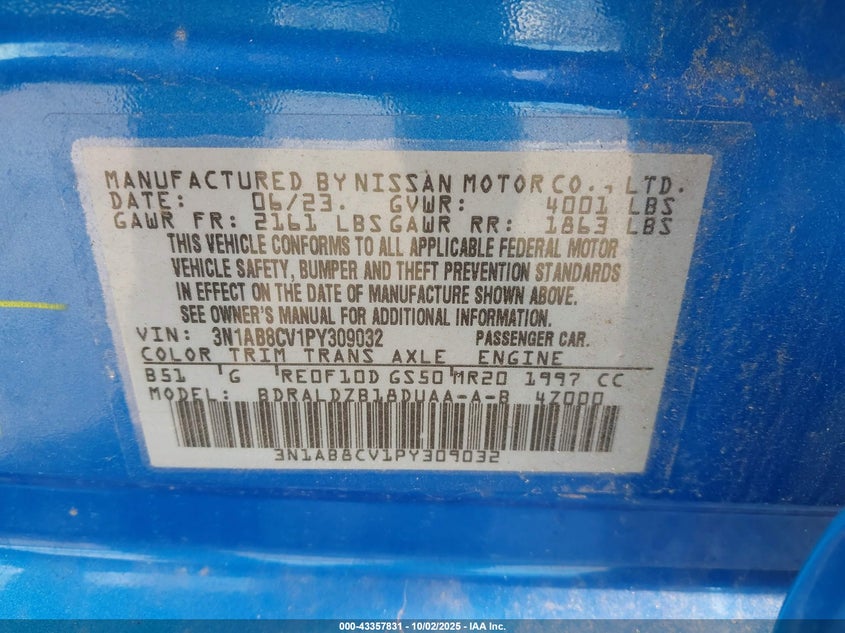 MANUFACTURED BY NISSAN MOTOR CO., LTD.
DATE: 06/23. GVWR: 4001 LBS
GAWR FR: 2161 LBS GAWR RR: 1863 LBS
THIS VEHICLE CONFORMS TO ALL APPLICABLE FEDERAL MOTOR
VEHICLE SAFETY, BUMPER AND THEFT PREVENTION STANDARDS
IN EFFECT ON THE DATE OF MANUFACTURE SHOWN ABOVE.
SEE OWNER'S MANUAL FOR ADDITIONAL INFORMATION.
VIN: 3N1AB8CV1PY309032 PASSENGER CAR.
COLOR TRIM TRANS AXLE ENGINE
B51 G RE0F10D GS50 MR20 1997 CC
MODEL: BDRALDZB18DUAA-A-B 4Z000
3N1AB8CV1PY309032
000-43357831 - 10/02/2025 - IAA Inc.